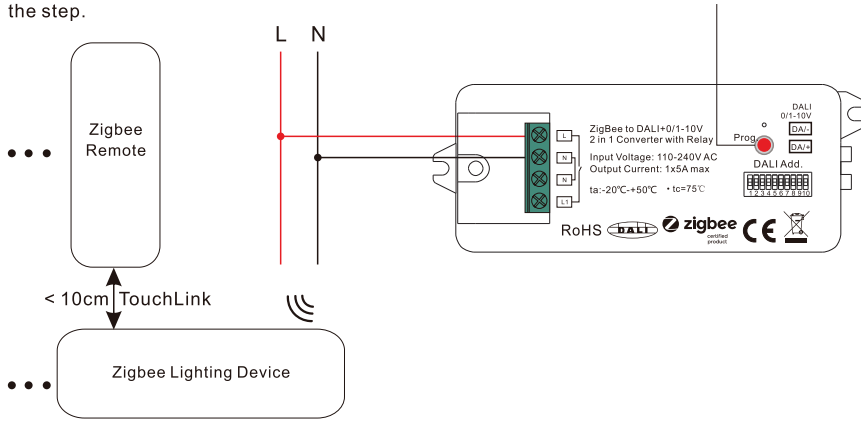 the step.
L N
Zigbee
Remote
< 10cm TouchLink
Zigbee Lighting Device
L
N
N
L1
ZigBee to DALI+0/1-10V
2 in 1 Converter with Relay
Input Voltage: 110-240V AC
Output Current: 1x5A max
ta:-20℃-+50℃ • tc=75℃
RoHS DALI zigbee CE
certified
product
Prog.
DALI
0/1-10V
DA/-
DA/+
DALI Add.
1 2 3 4 5 6 7 8 9 10